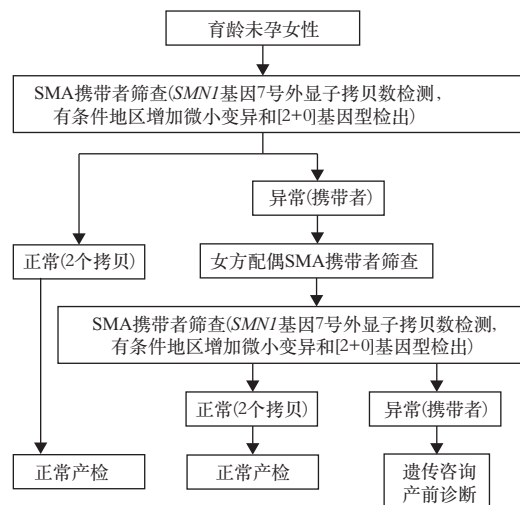 育龄未孕女性
SMA携带者筛查(SMN1基因7号外显子拷贝数检测，
有条件地区增加微小变异和[2+0]基因型检出)
异常(携带者)
正常(2个拷贝)
女方配偶SMA携带者筛查
SMA携带者筛查(SMN1基因7号外显子拷贝数检测,
有条件地区增加微小变异和[2+0]基因型检出)
正常(2个拷贝)
异常(携带者)
正常产检
正常产检
遗传咨询
产前诊断